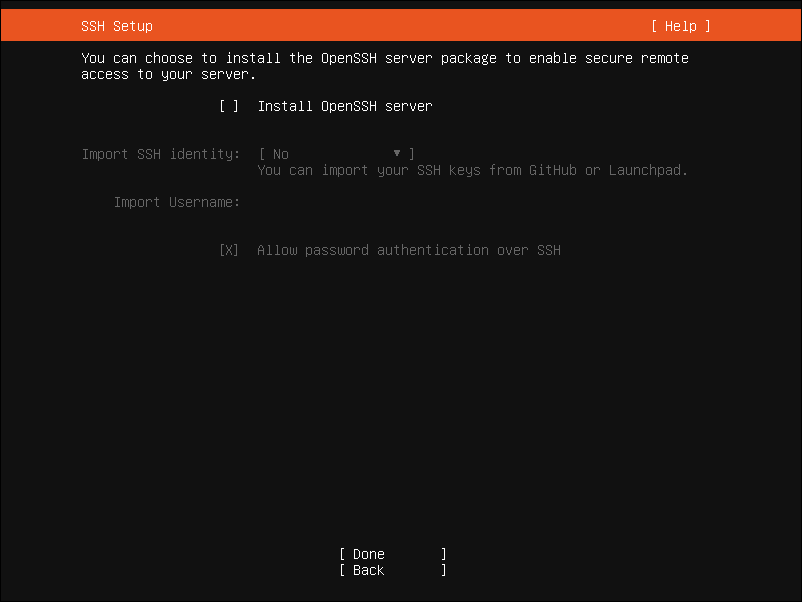 SSH Setup [ Help ]
You can choose to install the OpenSSH server package to enable secure remote
access to your server.
[ ] Install OpenSSH server
Import SSH identity: [ No ▼ ]
You can import your SSH keys from GitHub or Launchpad.
Import Username:
[X] Allow password authentication over SSH
[ Done ]
[ Back ]